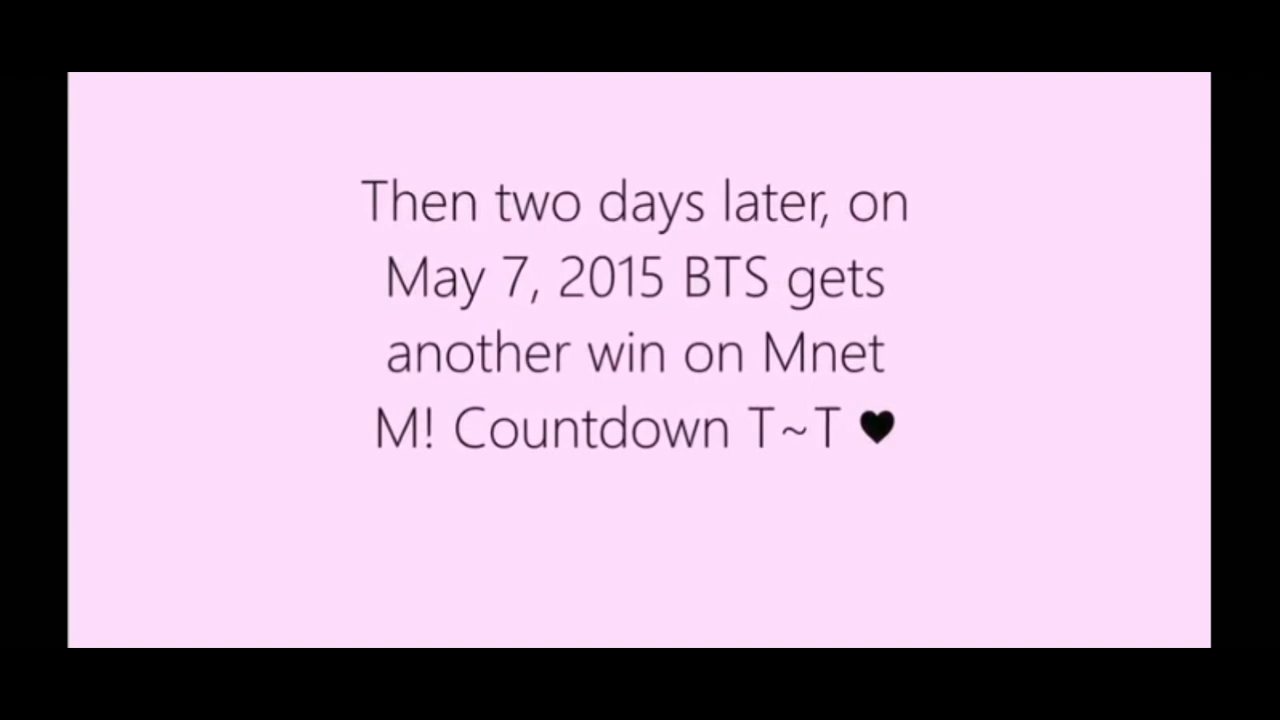 Then two days later, on
May 7, 2015 BTS gets
another win on Mnet
M! Countdown T~T ♥